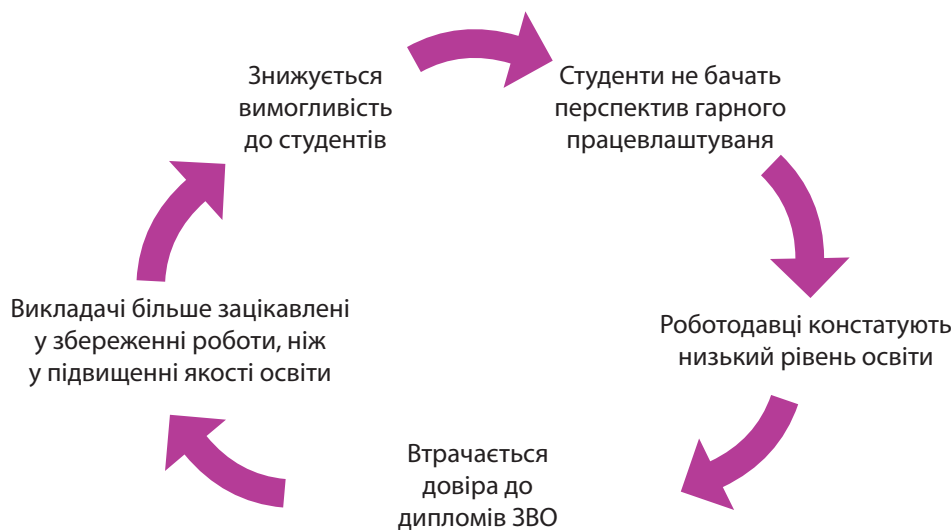 Знижується
вимогливість
до студентів
Студенти не бачать
перспектив гарного
працевлаштуваня
Роботодавці констатують
низький рівень освіти
Втрачається
довіра до
дипломів ЗВО
Викладачі більше зацікавлені
у збереженні роботи, ніж
у підвищенні якості освіти